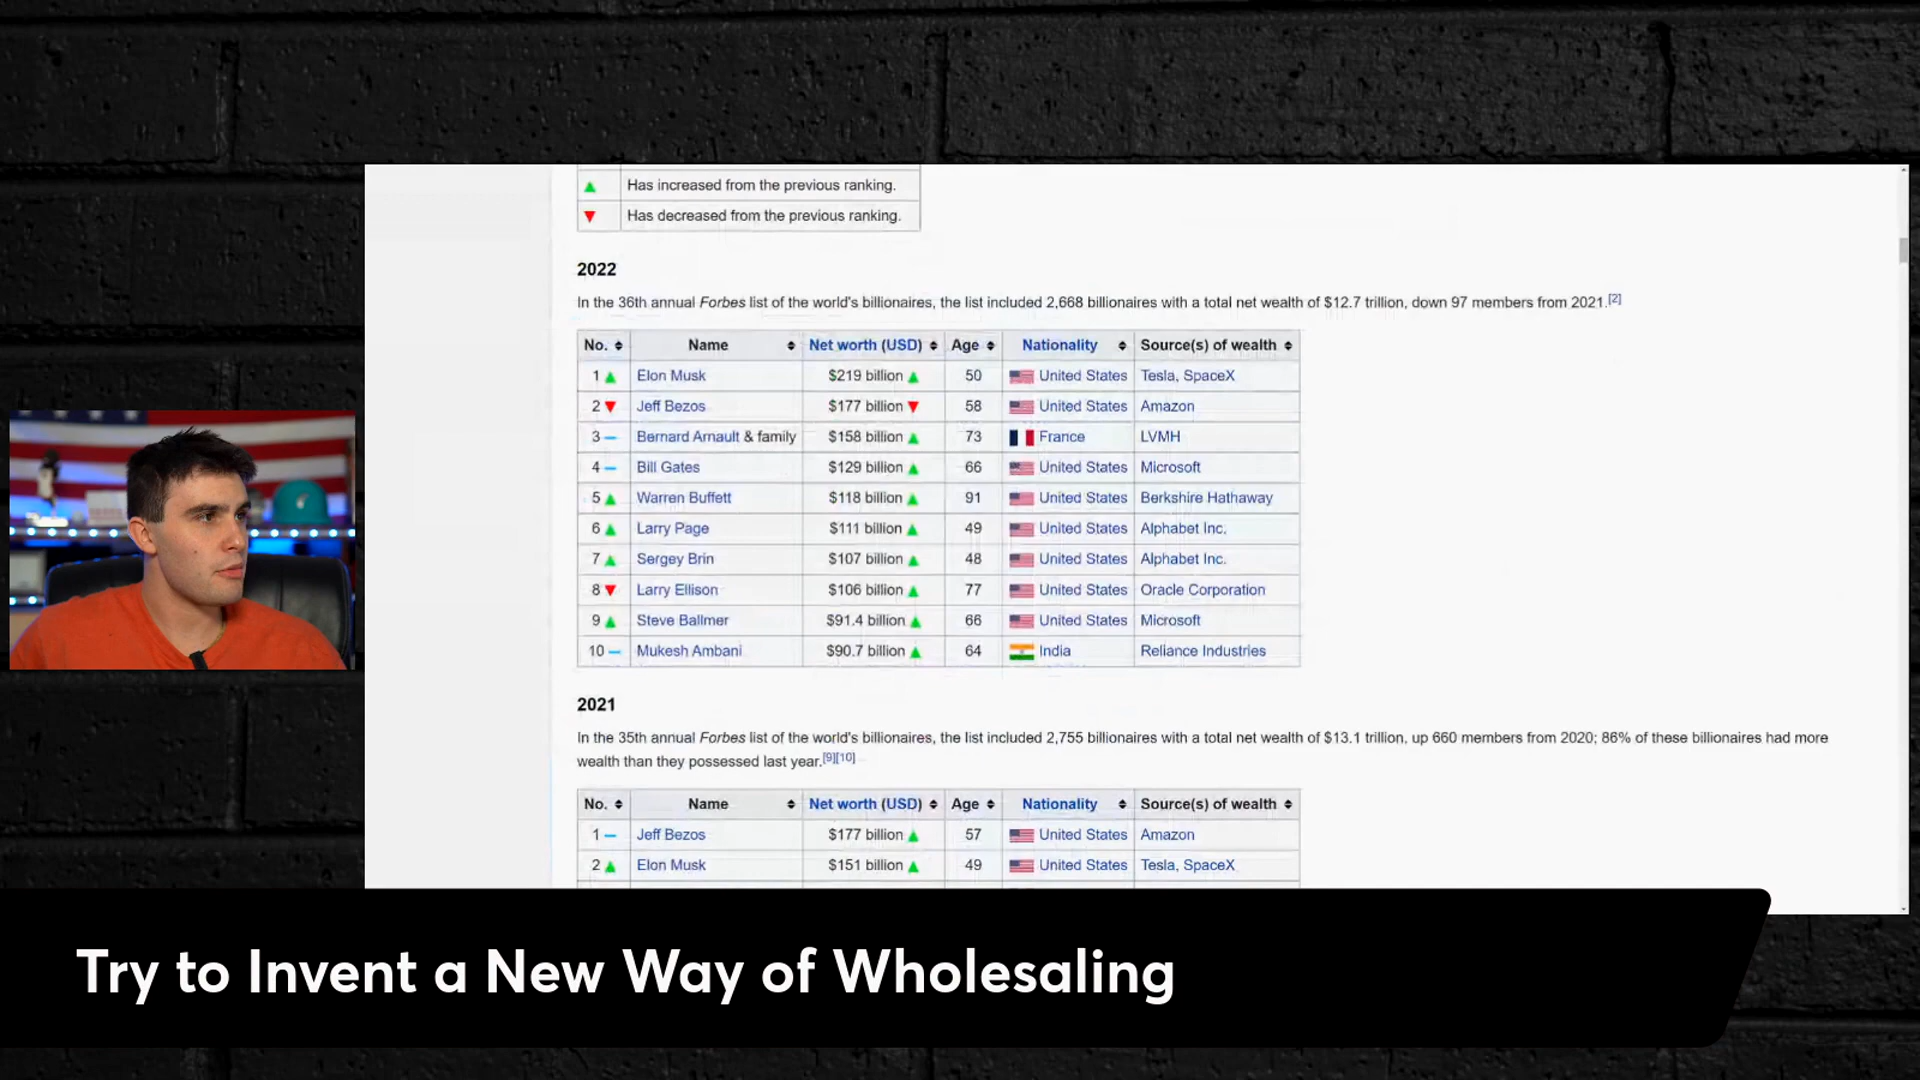 Has increased from the previous ranking.
Has decreased from the previous ranking.
2022
In the 36th annual Forbes list of the world's billionaires, the list included 2,668 billionaires with a total net wealth of $12.7 trillion, down 97 members from 2021.[2]
No. Name Net worth (USD) Age Nationality Source(s) of wealth
1 Elon Musk $219 billion 50 United States Tesla, SpaceX
2 Jeff Bezos $177 billion 58 United States Amazon
3 Bernard Arnault & family $158 billion 73 France LVMH
4 Bill Gates $129 billion 66 United States Microsoft
5 Warren Buffett $118 billion 91 United States Berkshire Hathaway
6 Larry Page $111 billion 49 United States Alphabet Inc.
7 Sergey Brin $107 billion 48 United States Alphabet Inc.
8 Larry Ellison $106 billion 77 United States Oracle Corporation
9 Steve Ballmer $91.4 billion 66 United States Microsoft
10 Mukesh Ambani $90.7 billion 64 India Reliance Industries
2021
In the 35th annual Forbes list of the world's billionaires, the list included 2,755 billionaires with a total net wealth of $13.1 trillion, up 660 members from 2020; 86% of these billionaires had more
wealth than they possessed last year.[9][10]
No. Name Net worth (USD) Age Nationality Source(s) of wealth
1 Jeff Bezos $177 billion 57 United States Amazon
2 Elon Musk $151 billion 49 United States Tesla, SpaceX
Try to Invent a New Way of Wholesaling